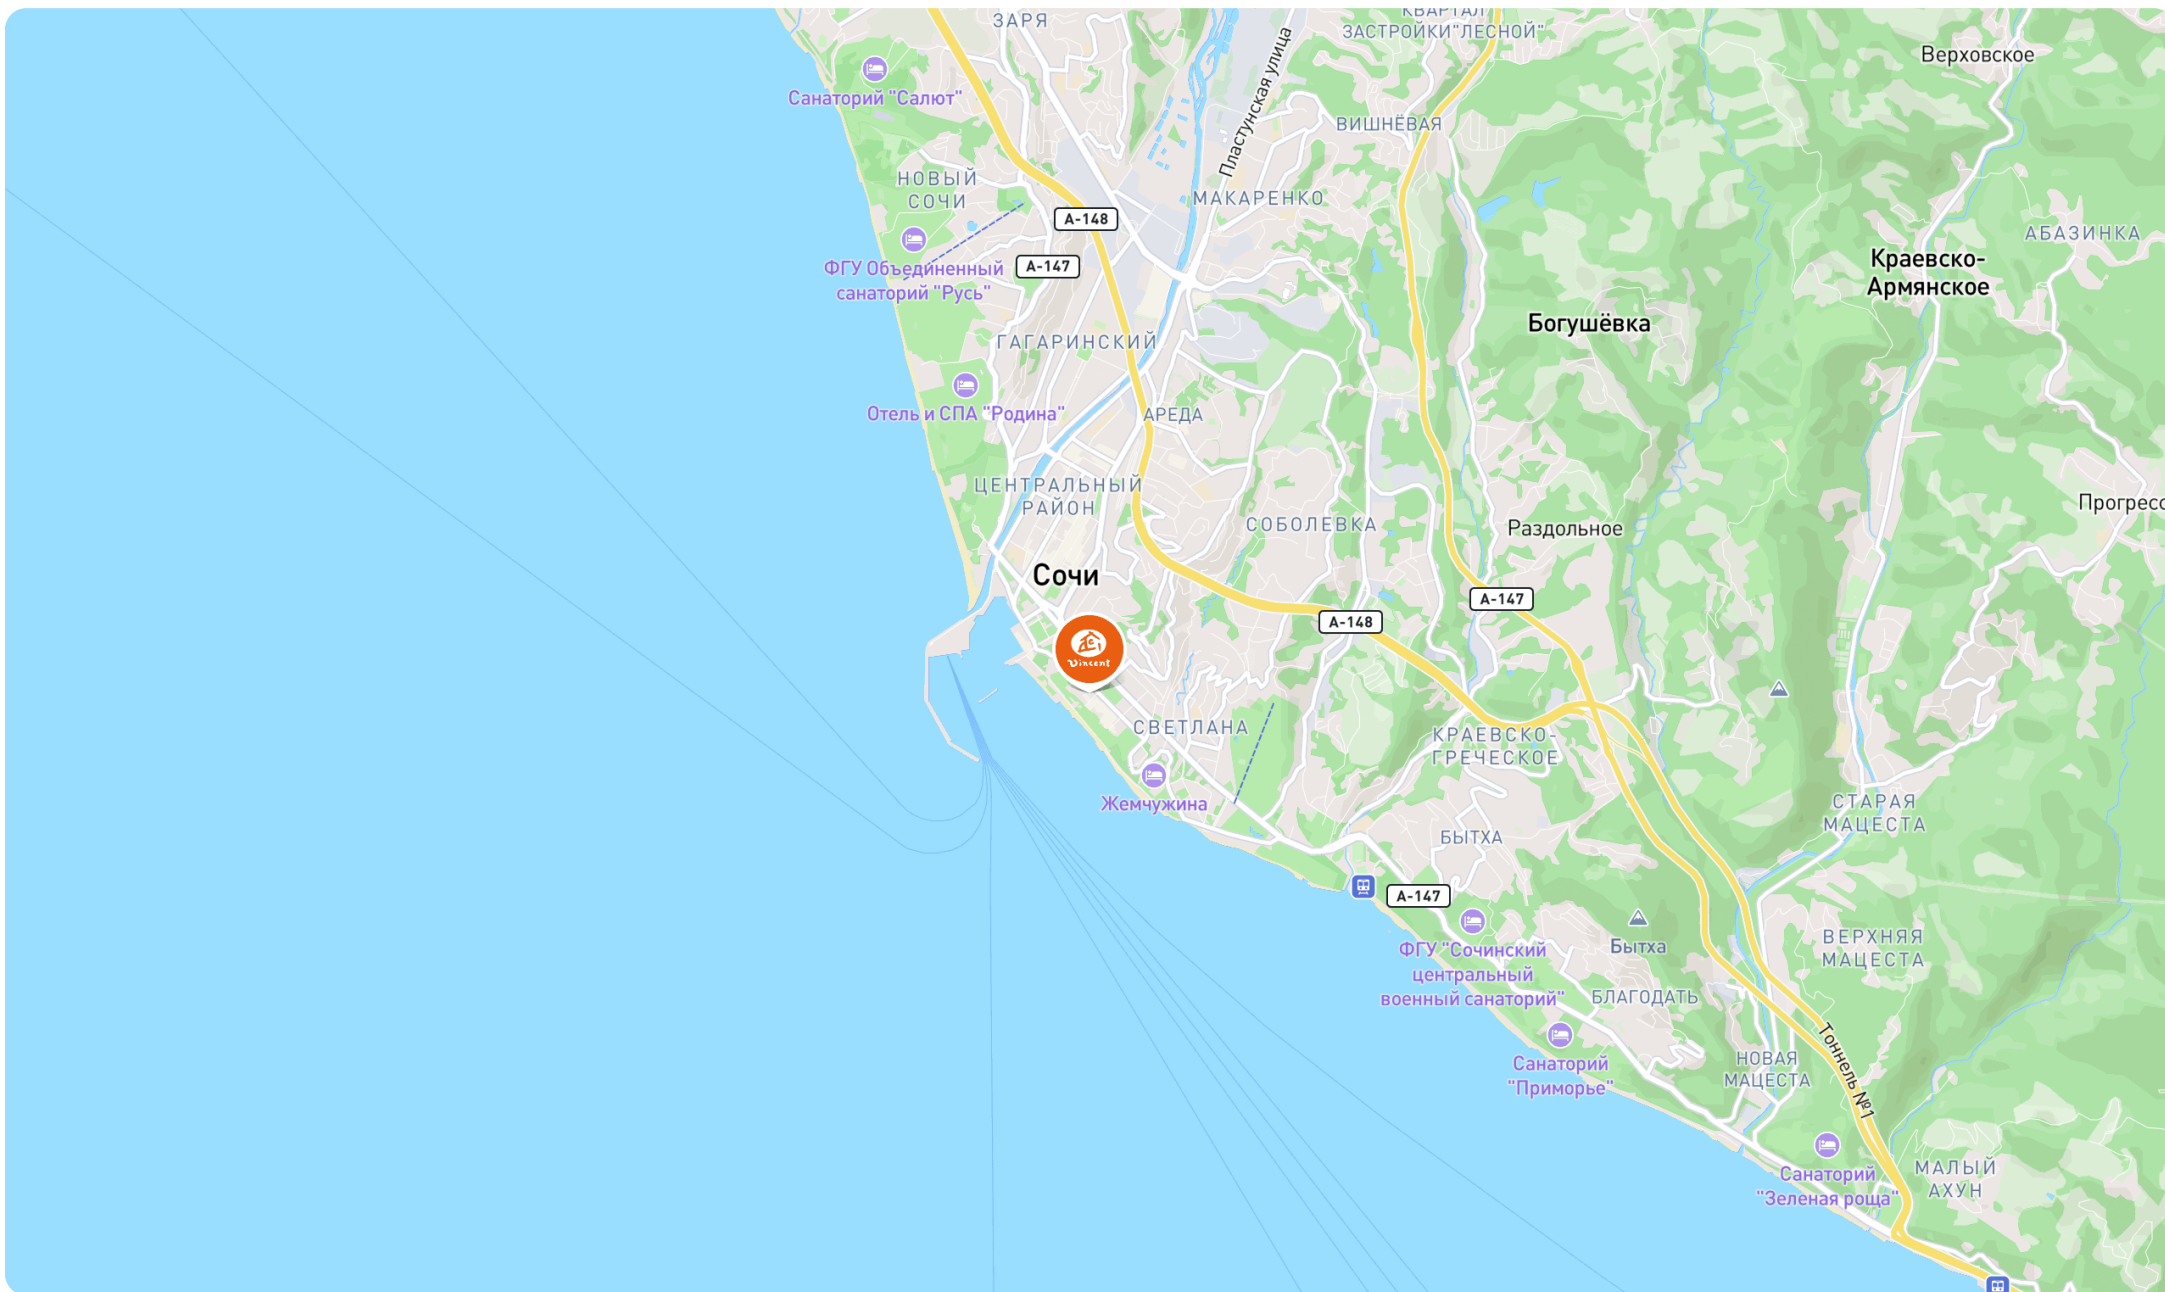 ЗАРЯ
КВАРТАЛ
ЗАСТРОЙКИ"ЛЕСНОЙ"
Верховское
Санаторий "Салют"
Пластунская улица
ВИШНЁВАЯ
НОВЫЙ
СОЧИ
МАКАРЕНКО
А-148
АБАЗИНКА
ФГУ Объединенный
санаторий "Русь"
А-147
Краевско-
Армянское
Богушёвка
ГАГАРИНСКИЙ
Отель и СПА "Родина"
АРЕДА
ЦЕНТРАЛЬНЫЙ
РАЙОН
Прогресс
СОБОЛЕВКА
Раздольное
Сочи
А-147
А-148
Vincent
СВЕТЛАНА
КРАЕВСКО-
ГРЕЧЕСКОЕ
Жемчужина
СТАРАЯ
МАЦЕСТА
БЫТХА
А-147
ФГУ "Сочинский
центральный
военный санаторий"
Бытха
ВЕРХНЯЯ
МАЦЕСТА
БЛАГОДАТЬ
Санаторий
"Приморье"
НОВАЯ
МАЦЕСТА
Тоннель №1
Санаторий
"Зеленая роща"
МАЛЫЙ
АХУН